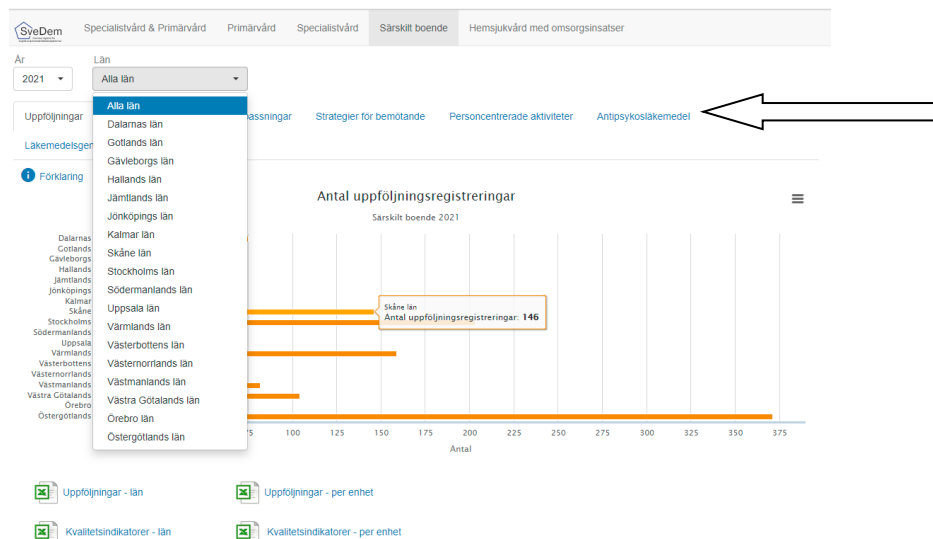 SveDem
Specialistvård & Primärvård Primärvård Specialistvård Särskilt boende Hemsjukvård med omsorgsinsatser
År Län
2021 Alla län
Alla län
Dalarnas län
Gotlands län
Gävleborgs län
Hallands län
Jämtlands län
Jönköpings län
Kalmar län
Skåne län
Stockholms län
Södermanlands län
Uppsala län
Värmlands län
Västerbottens län
Västernorrlands län
Västmanlands län
Västra Götalands län
Örebro län
Östergötlands län
Uppföljningar passningar Strategier för bemötande Personcentrerade aktiviteter Antipsykosläkemedel
Läkemedelsgen
Förklaring
Antal uppföljningsregistreringar
Särskilt boende 2021
Dalarnas
Gotlands
Gävleborgs
Hallands
Jämtlands
Jönköpings
Kalmar
Skåne
Stockholms
Södermanlands
Uppsala
Värmlands
Västerbottens
Västernorrlands
Västmanlands
Västra Götalands
Örebro
Östergötlands
Skåne län
Antal uppföljningsregistreringar: 146
75 100 125 150 175 200 225 250 275 300 325 350 375
Antal
Uppföljningar - län Uppföljningar - per enhet
Kvalitetsindikatorer - län Kvalitetsindikatorer - per enhet